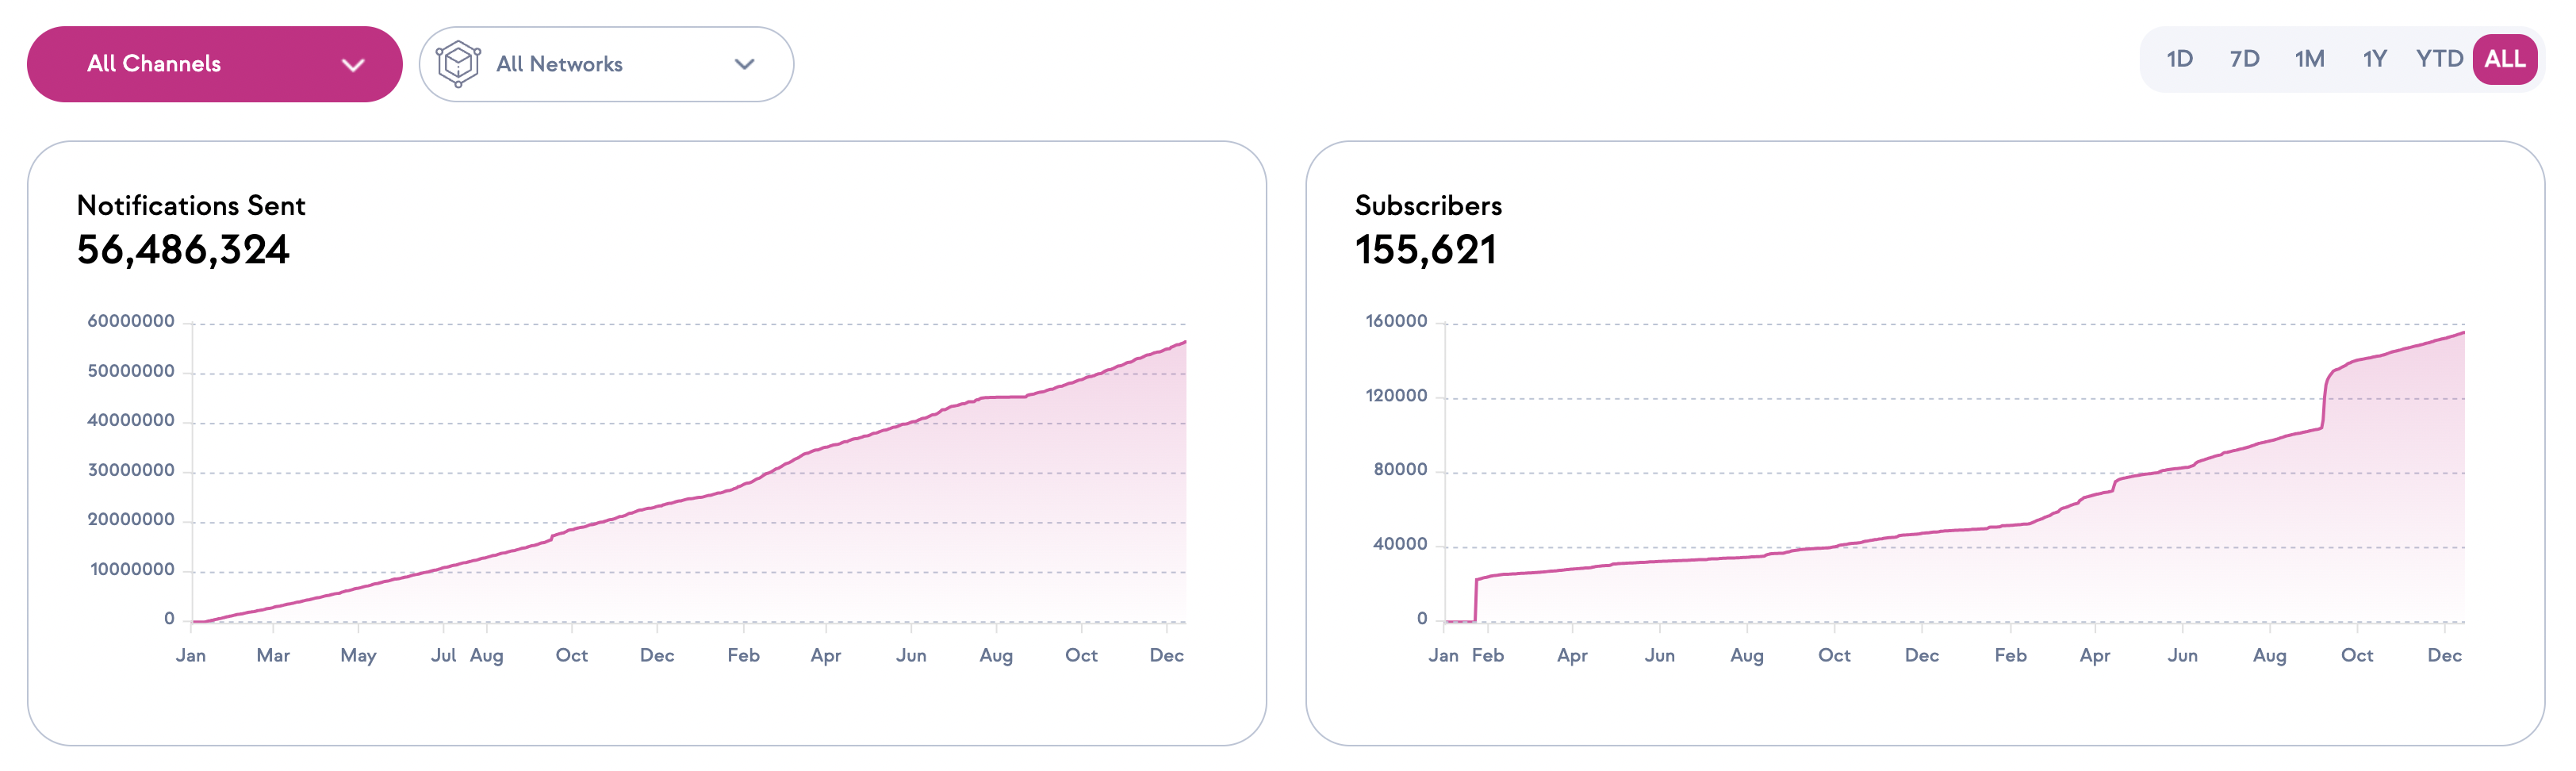 All Channels
All Networks
1D 7D 1M 1Y YTD ALL
Notifications Sent
56,486,324
60000000
50000000
40000000
30000000
20000000
10000000
0
Jan Mar May Jul Aug Oct Dec Feb Apr Jun Aug Oct Dec
Subscribers
155,621
160000
120000
80000
40000
0
Jan Feb Apr Jun Aug Oct Dec Feb Apr Jun Aug Oct Dec